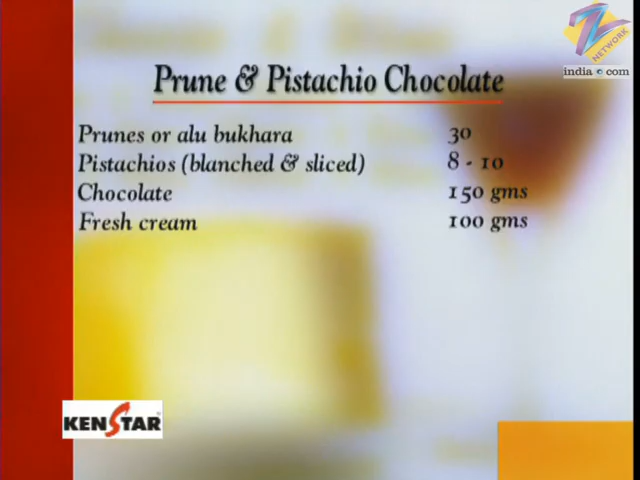 Z
NETWORK
india.com
Prune & Pistachio Chocolate
Prunes or alu bukhara 30
Pistachios (blanched & sliced) 8 - 10
Chocolate 150 gms
Fresh cream 100 gms
KENSTAR